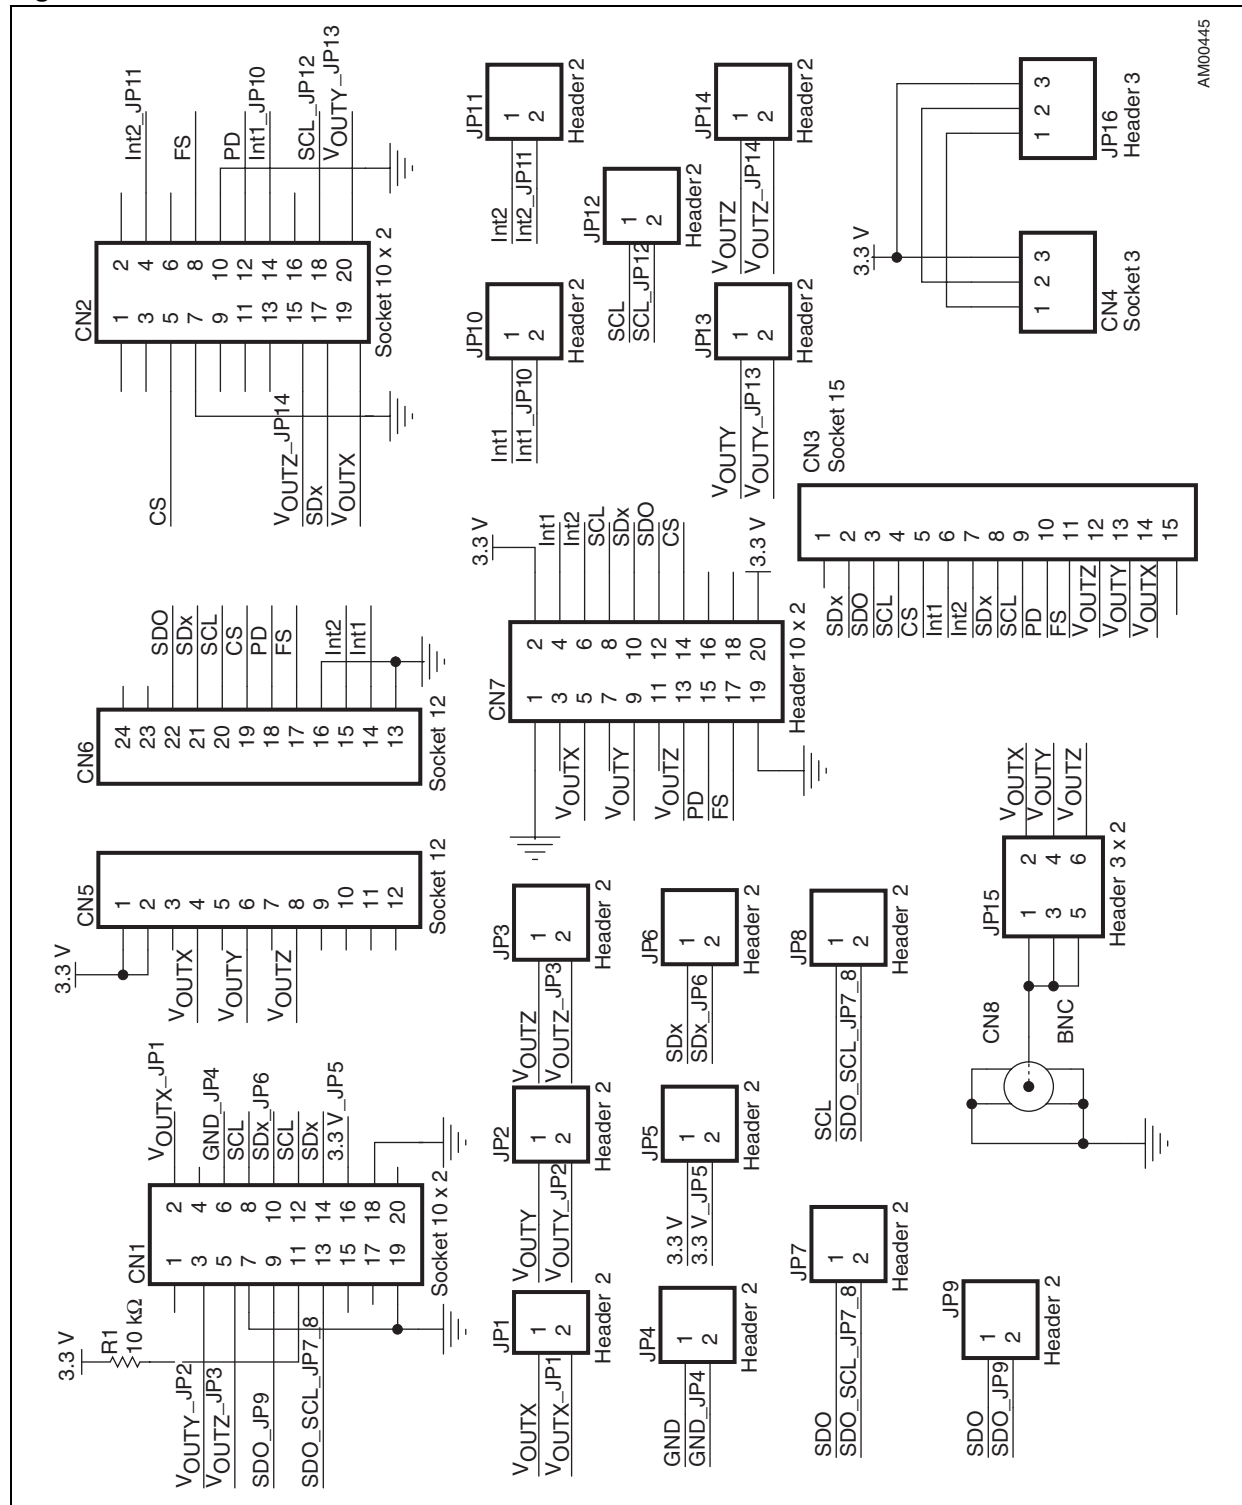 3.3 V
R1
10 kΩ
VOUTY_JP2
VOUTZ_JP3
SDO_JP9
SDO_SCL_JP7_8
CN1
1 2
3 4
5 6
7 8
9 10
11 12
13 14
15 16
17 18
19 20
Socket 10 x 2
VOUTX_JP1
GND_JP4
SCL
SDx_JP6
SCL
SDx
3.3 V_JP5
3.3 V
VOUTX
VOUTY
VOUTZ
CN5
1
2
3
4
5
6
7
8
9
10
11
12
Socket 12
CN6
24
23
22
21
20
19
18
17
16
15
14
13
Socket 12
SDO
SDx
SCL
CS
PD
FS
Int2
Int1
CS
VOUTZ_JP14
SDx
VOUTX
CN2
1 2
3 4
5 6
7 8
9 10
11 12
13 14
15 16
17 18
19 20
Socket 10 x 2
Int2_JP11
FS
PD
Int1_JP10
SCL_JP12
VOUTY_JP13
VOUTX
VOUTX_JP1
JP1
1
2
Header 2
VOUTY
VOUTY_JP2
JP2
1
2
Header 2
VOUTZ
VOUTZ_JP3
JP3
1
2
Header 2
VOUTX
VOUTY
VOUTZ
PD
FS
CN7
1 2
3 4
5 6
7 8
9 10
11 12
13 14
15 16
17 18
19 20
Header 10 x 2
3.3 V
Int1
Int2
SCL
SDx
SDO
CS
3.3 V
Int1
Int1_JP10
JP10
1
2
Header 2
Int2
Int2_JP11
JP11
1
2
Header 2
SCL
SCL_JP12
JP12
1
2
Header 2
GND
GND_JP4
JP4
1
2
Header 2
3.3 V
3.3 V_JP5
JP5
1
2
Header 2
SDx
SDx_JP6
JP6
1
2
Header 2
VOUTY
VOUTY_JP13
JP13
1
2
Header 2
VOUTZ
VOUTZ_JP14
JP14
1
2
Header 2
SDO
SDO_SCL_JP7_8
JP7
1
2
Header 2
SCL
SDO_SCL_JP7_8
JP8
1
2
Header 2
SDx
SDO
SCL
CS
Int1
Int2
SDx
SCL
PD
FS
VOUTZ
VOUTY
VOUTX
1
2
3
4
5
6
7
8
9
10
11
12
13
14
15
CN3
Socket 15
3.3 V
1 2 3
CN4
Socket 3
1 2 3
JP16
Header 3
SDO
SDO_JP9
JP9
1
2
Header 2
CN8
BNC
JP15
1 2
3 4
5 6
Header 3 x 2
VOUTX
VOUTY
VOUTZ
AM00445